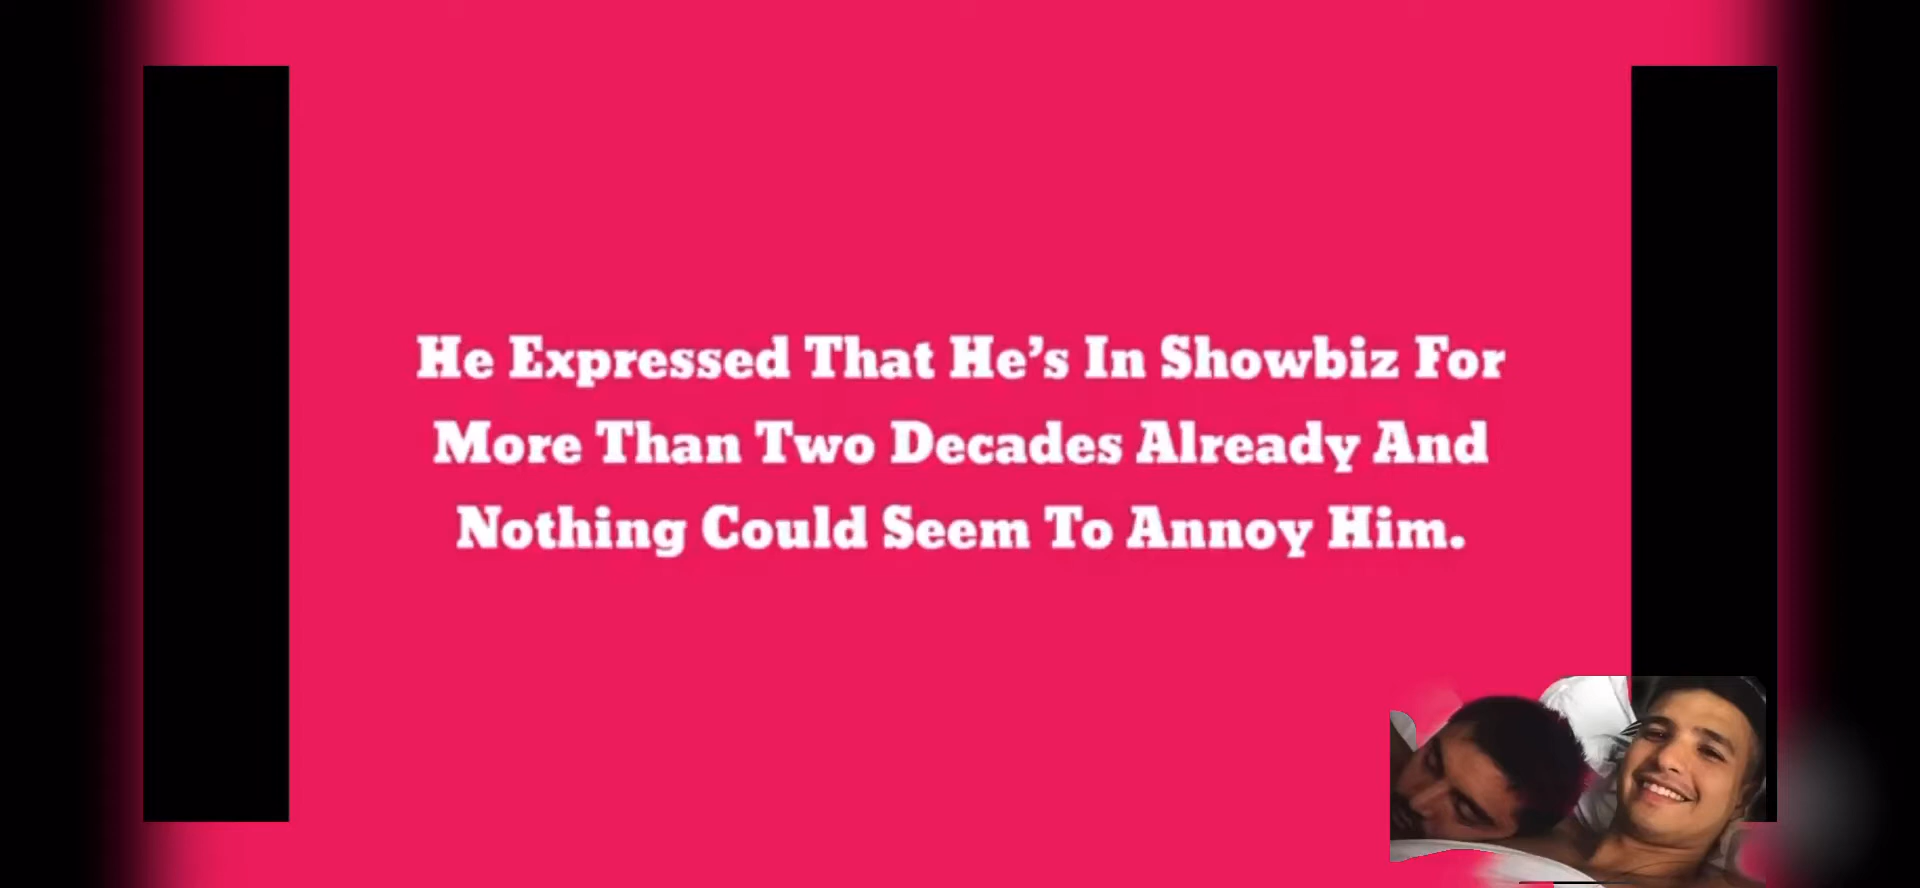 He Expressed That He's In Showbiz For
More Than Two Decades Already And
Nothing Could Seem To Annoy Him.